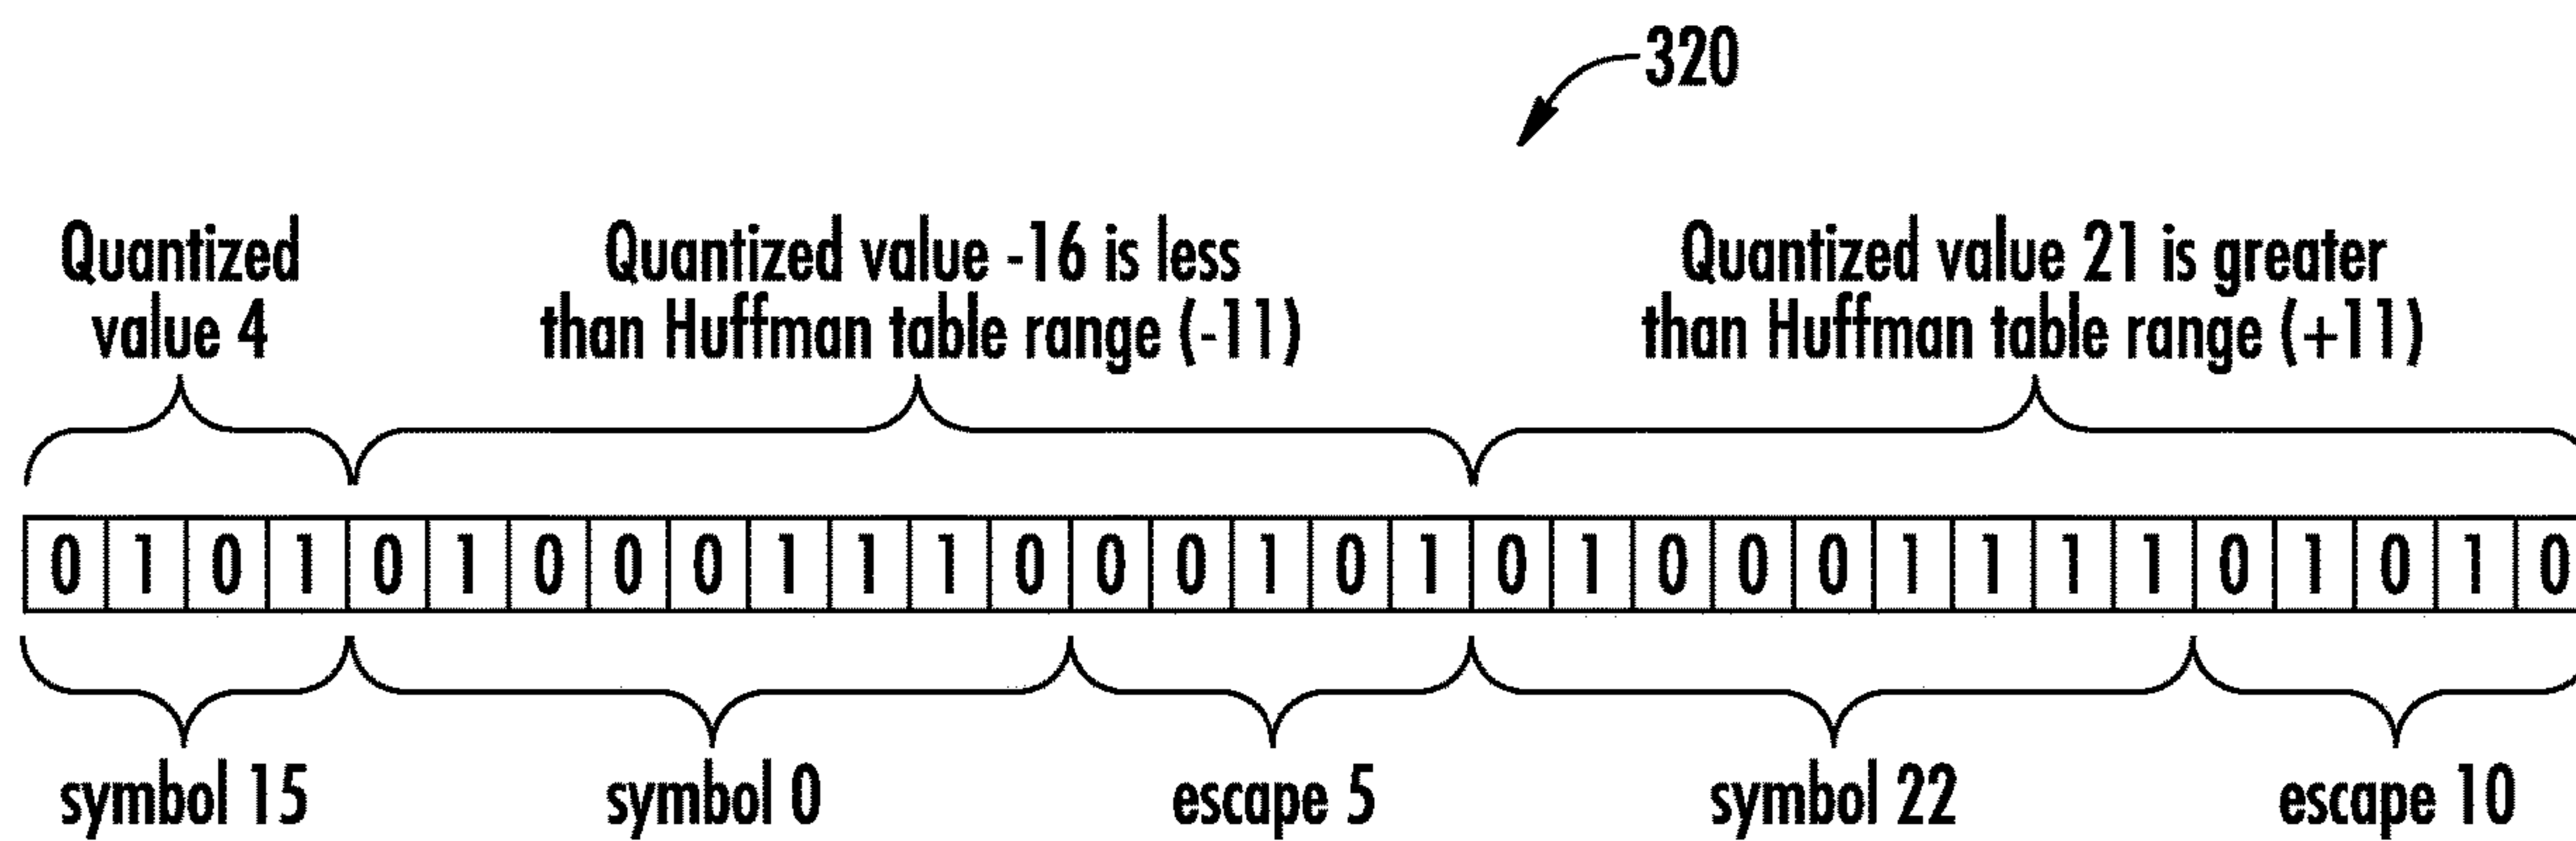 320
Quantized
value 4
Quantized value -16 is less
than Huffman table range (-11)
Quantized value 21 is greater
than Huffman table range (+11)
0 1 0 1 0 1 0 0 0 1 1 1 0 0 0 1 0 1 0 1 0 0 0 1 1 1 1 0 1 0 1 0
symbol 15
symbol 0
escape 5
symbol 22
escape 10